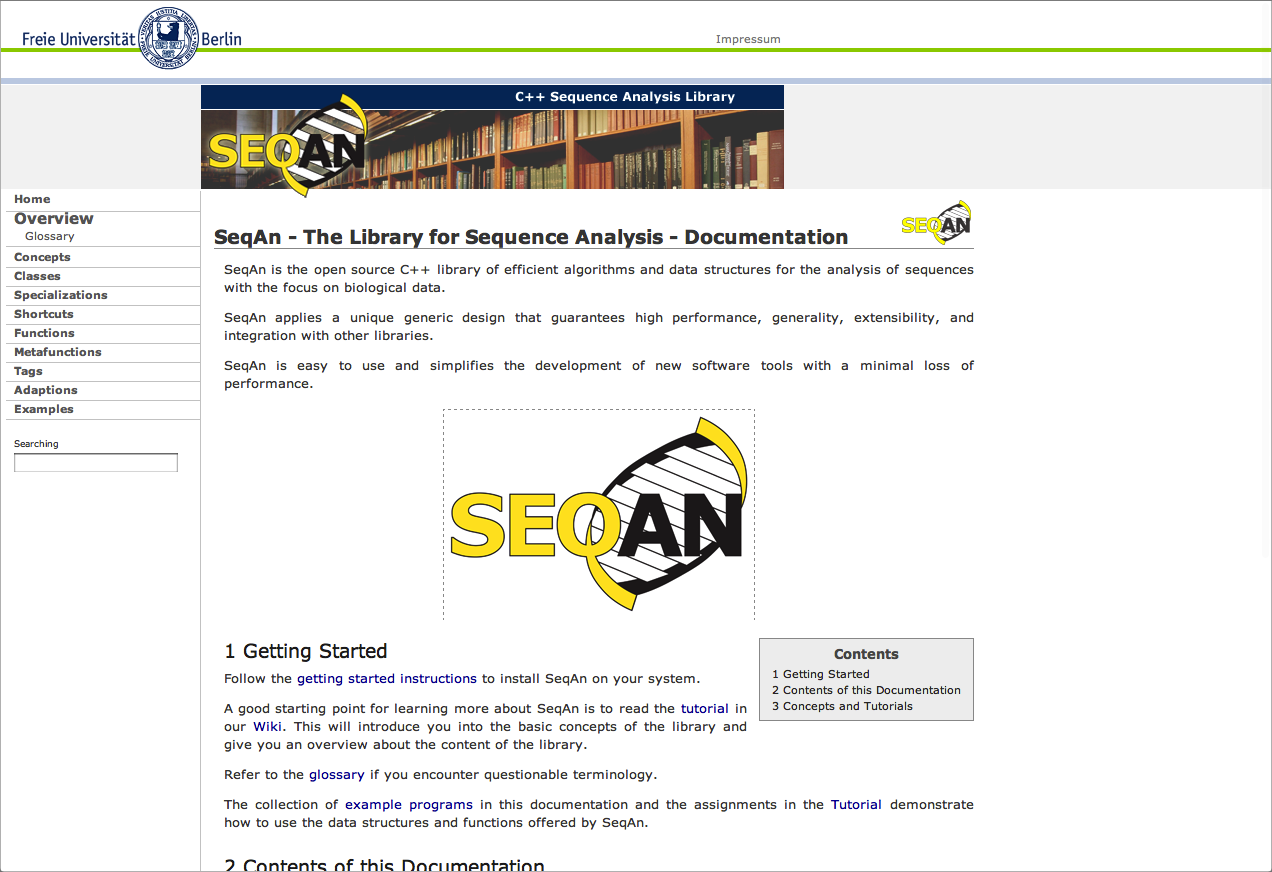 Freie Universität Berlin
Impressum
C++ Sequence Analysis Library
SEQAN
Home
Overview
Glossary
Concepts
Classes
Specializations
Shortcuts
Functions
Metafunctions
Tags
Adaptions
Examples
Searching
SEQAN
SeqAn - The Library for Sequence Analysis - Documentation
SeqAn is the open source C++ library of efficient algorithms and data structures for the analysis of sequences
with the focus on biological data.
SeqAn applies a unique generic design that guarantees high performance, generality, extensibility, and
integration with other libraries.
SeqAn is easy to use and simplifies the development of new software tools with a minimal loss of
performance.
SEQAN
1 Getting Started
Follow the getting started instructions to install SeqAn on your system.
A good starting point for learning more about SeqAn is to read the tutorial in
our Wiki. This will introduce you into the basic concepts of the library and
give you an overview about the content of the library.
Refer to the glossary if you encounter questionable terminology.
The collection of example programs in this documentation and the assignments in the Tutorial demonstrate
how to use the data structures and functions offered by SeqAn.
Contents
1 Getting Started
2 Contents of this Documentation
3 Concepts and Tutorials
2 Contents of this Documentation